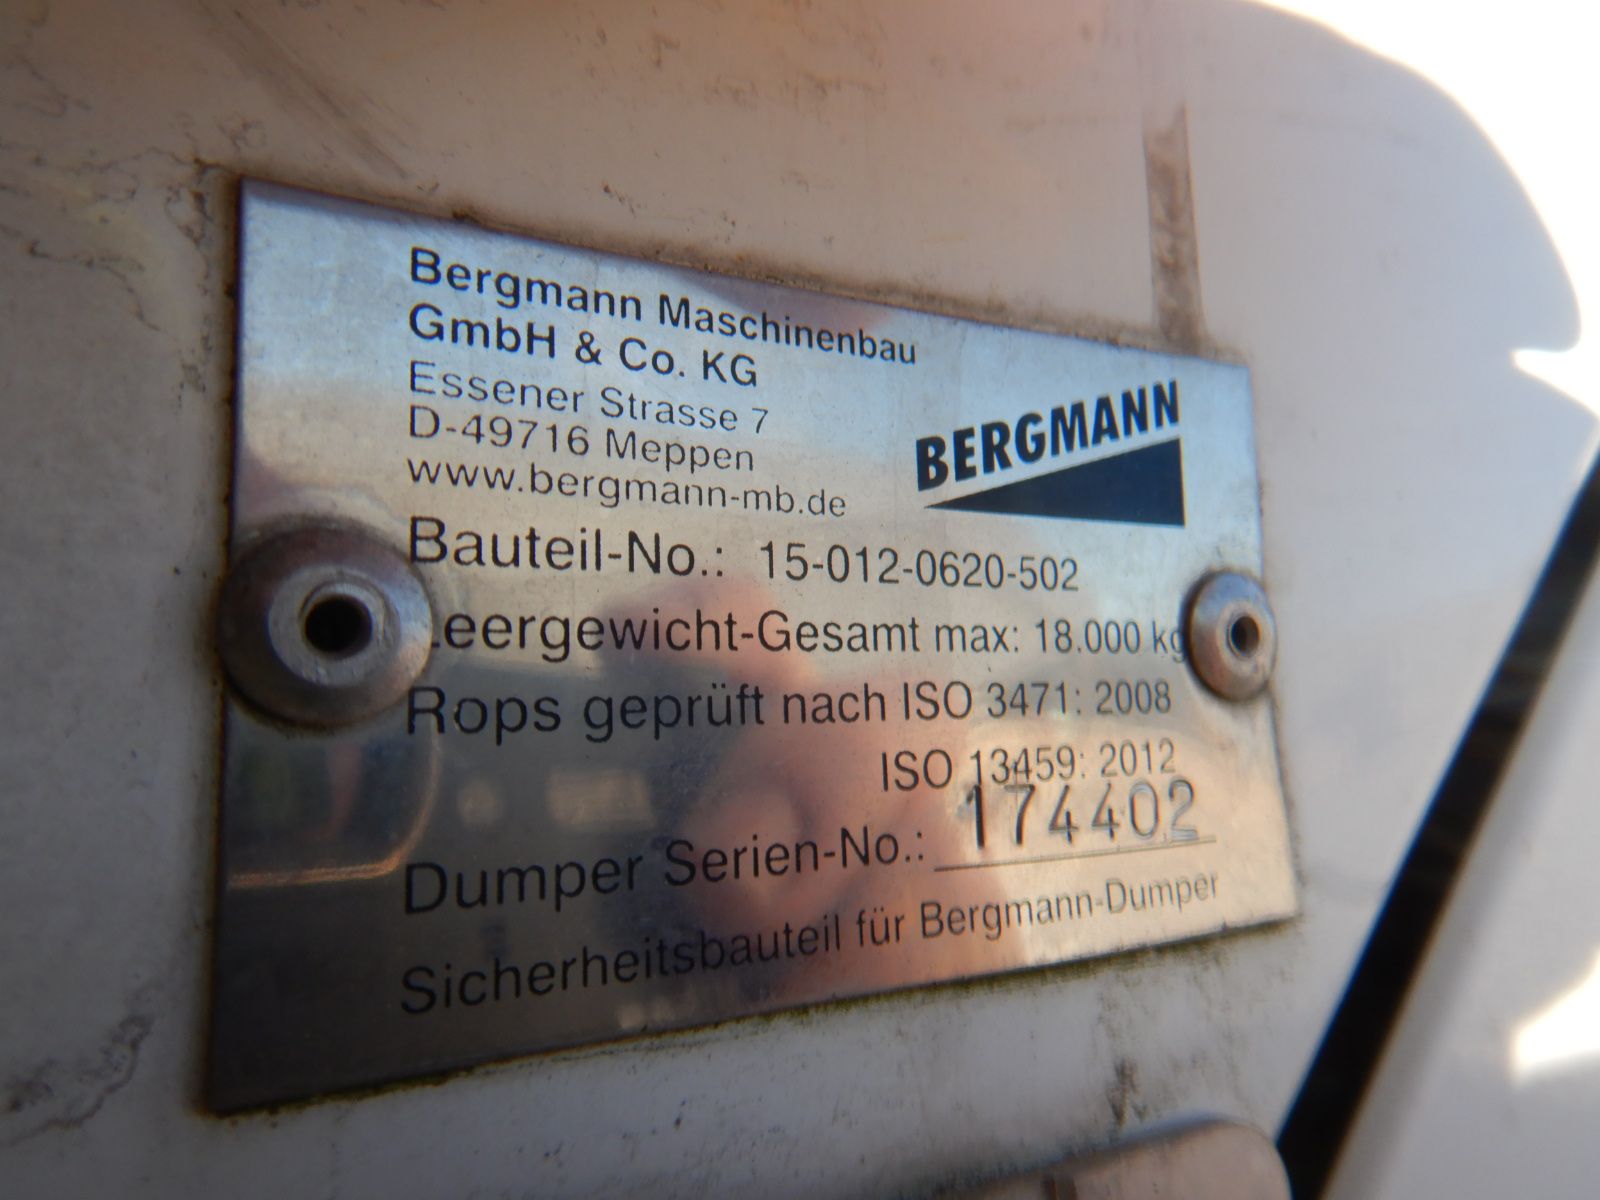 Bergmann Maschinenbau
GmbH & Co. KG
Essener Strasse 7
D-49716 Meppen
www.bergmann-mb.de
BERGMANN
Bauteil-No.: 15-012-0620-502
Leergewicht-Gesamt max: 18.000 kg
Rops geprüft nach ISO 3471: 2008
ISO 13459: 2012
Dumper Serien-No.: 174402
Sicherheitsbauteil für Bergmann-Dumper